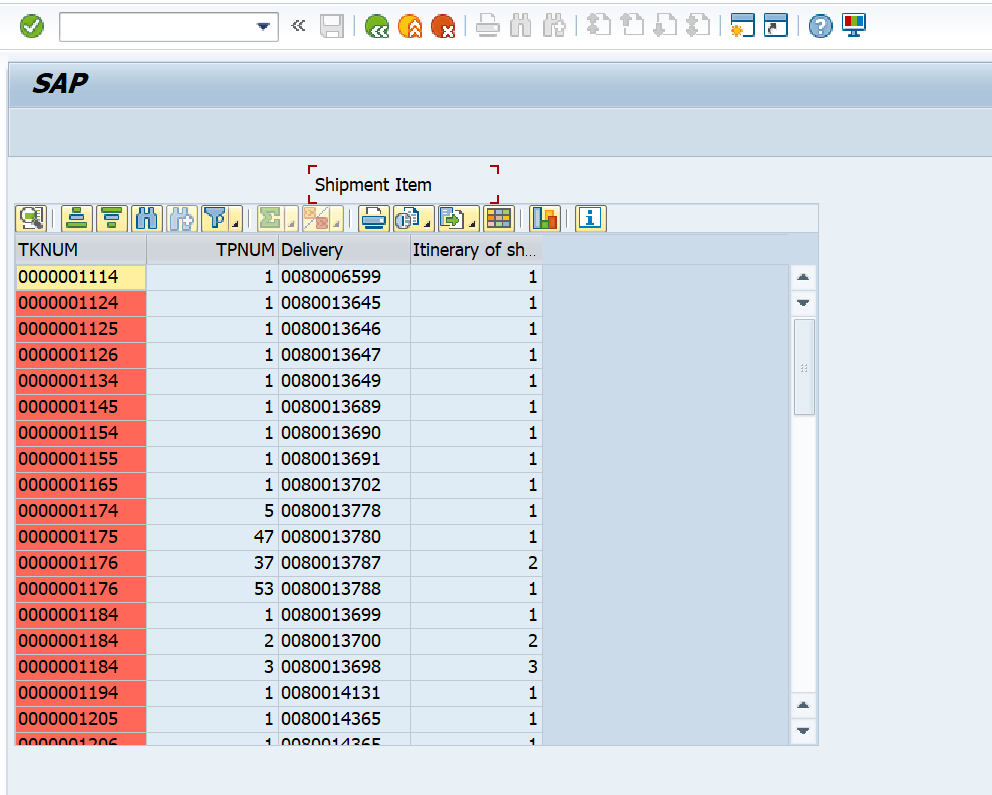 SAP
Shipment Item
TKNUM TPNUM Delivery Itinerary of sh...
0000001114 1 0080006599 1
0000001124 1 0080013645 1
0000001125 1 0080013646 1
0000001126 1 0080013647 1
0000001134 1 0080013649 1
0000001145 1 0080013689 1
0000001154 1 0080013690 1
0000001155 1 0080013691 1
0000001165 1 0080013702 1
0000001174 5 0080013778 1
0000001175 47 0080013780 1
0000001176 37 0080013787 2
0000001176 53 0080013788 1
0000001184 1 0080013699 1
0000001184 2 0080013700 2
0000001184 3 0080013698 3
0000001194 1 0080014131 1
0000001205 1 0080014365 1
0000001206 1 0080014365 1